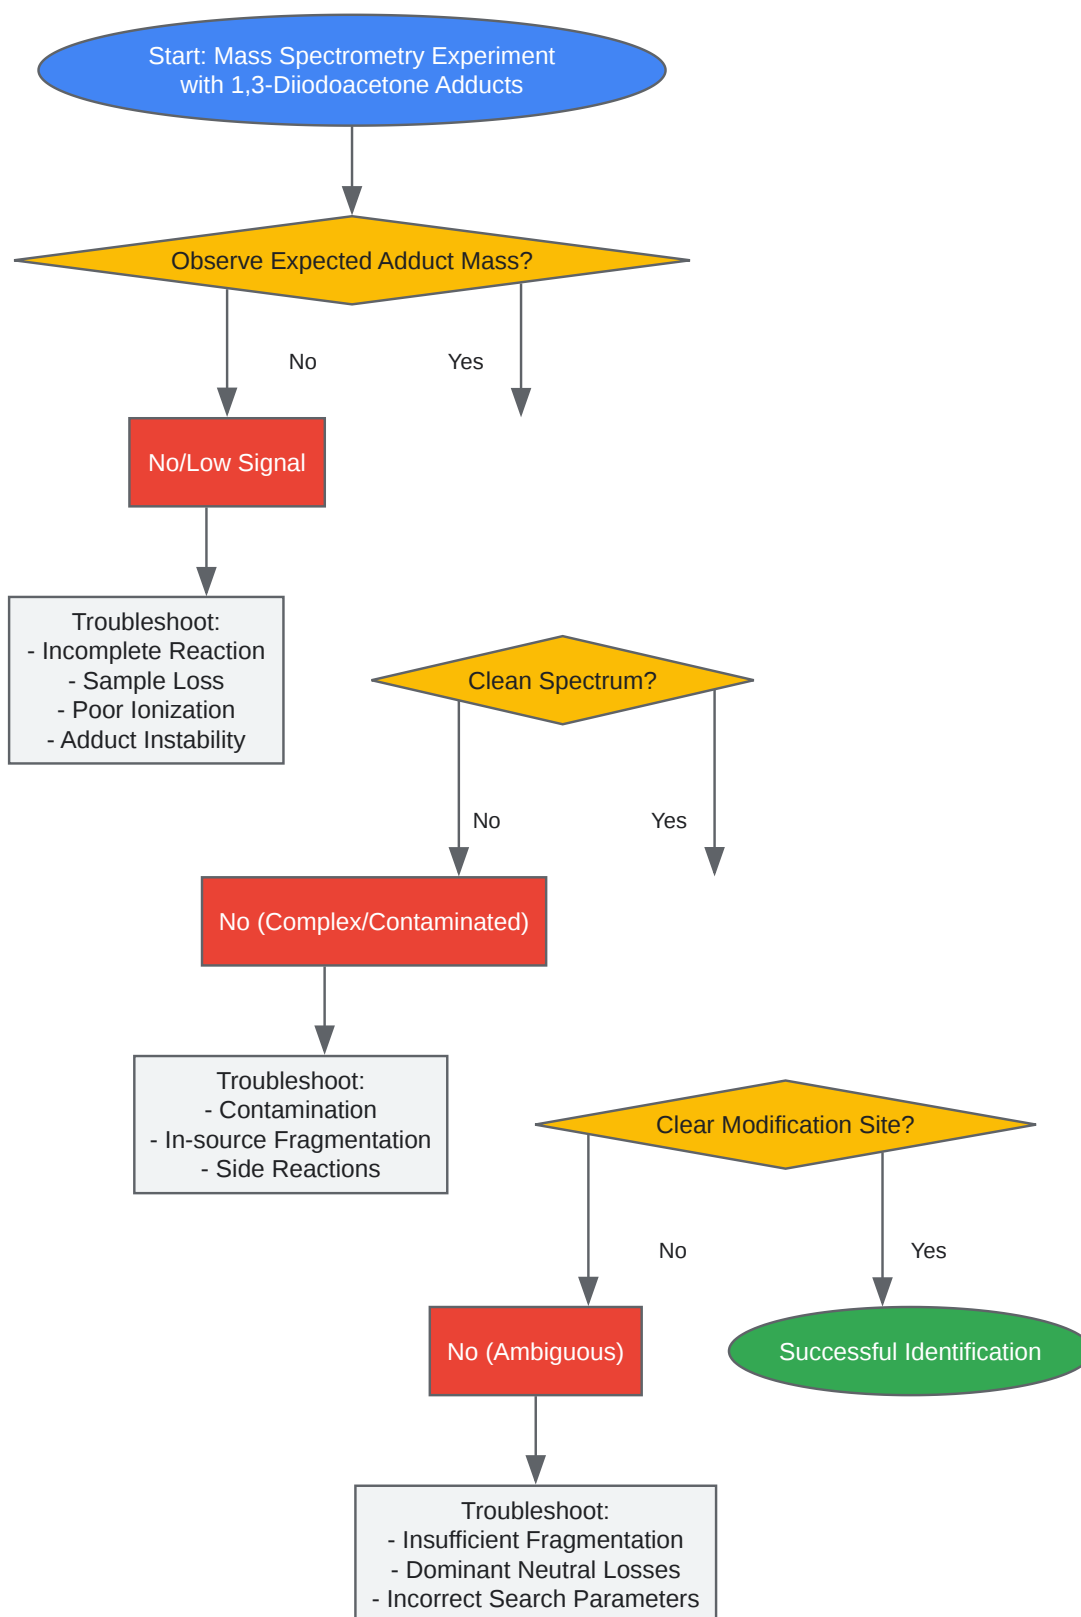 Start: Mass Spectrometry Experiment
with 1,3-Diiodoacetone Adducts
Observe Expected Adduct Mass?
No
Yes
No/Low Signal
Troubleshoot:
- Incomplete Reaction
- Sample Loss
- Poor Ionization
- Adduct Instability
Clean Spectrum?
No
Yes
No (Complex/Contaminated)
Troubleshoot:
- Contamination
- In-source Fragmentation
- Side Reactions
Clear Modification Site?
No
Yes
No (Ambiguous)
Successful Identification
Troubleshoot:
- Insufficient Fragmentation
- Dominant Neutral Losses
- Incorrect Search Parameters